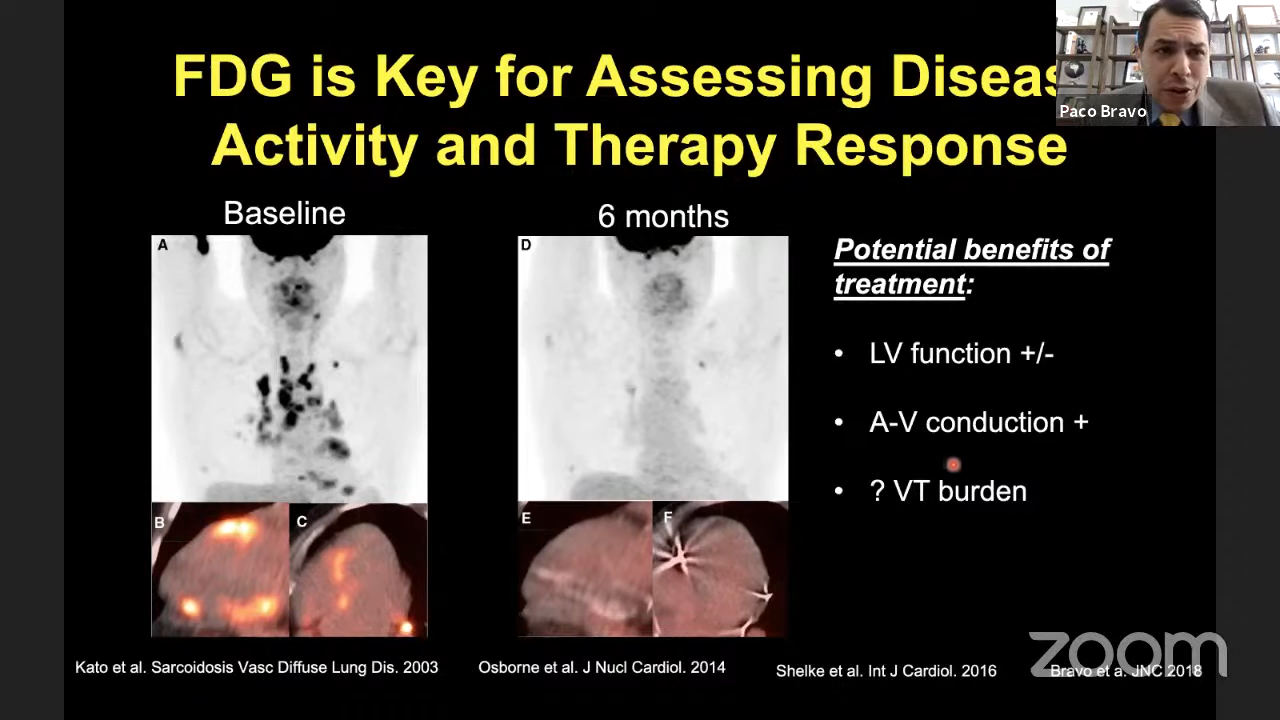 FDG is Key for Assessing Diseas
Activity and Therapy Response
Paco Bravo
Baseline
6 months
A
D
B
C
E
F
Potential benefits of
treatment:
• LV function +/-
• A-V conduction +
• ? VT burden
Kato et al. Sarcoidosis Vasc Diffuse Lung Dis. 2003
Osborne et al. J Nucl Cardiol. 2014
Shelke et al. Int J Cardiol. 2016
Bravo et a. JNC 2018
zoom